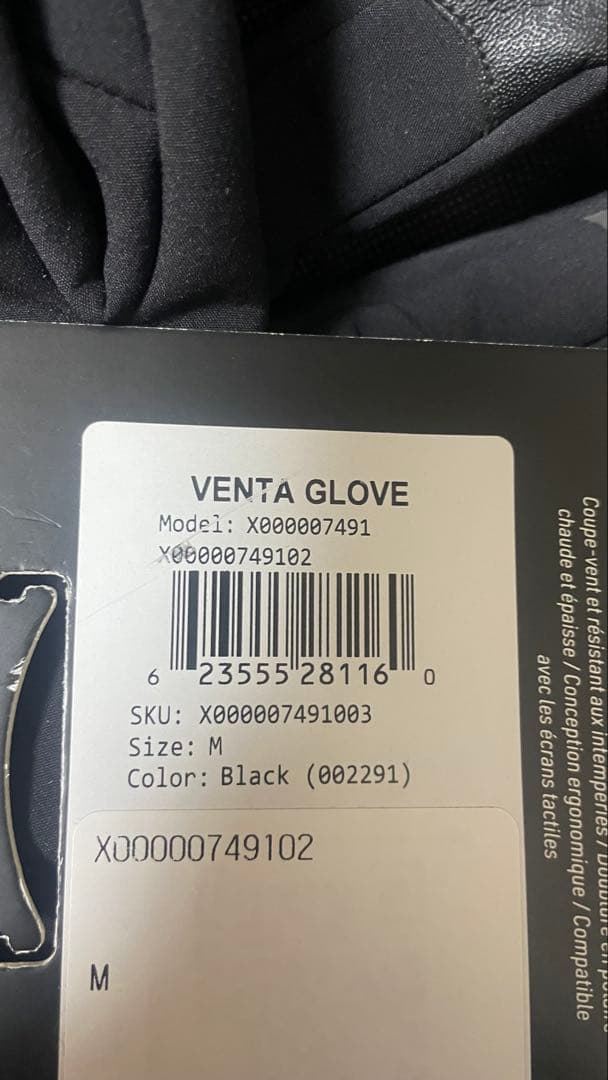 VENTA GLOVE
Model: X000007491
X00000749102
6 23555 28116 0
SKU: X000007491003
Size: M
Color: Black (002291)
X00000749102
M
Coupe-vent et résistant aux intempéries /
chaude et épaisse / Conception ergonomique / Compatible
avec les écrans tactiles